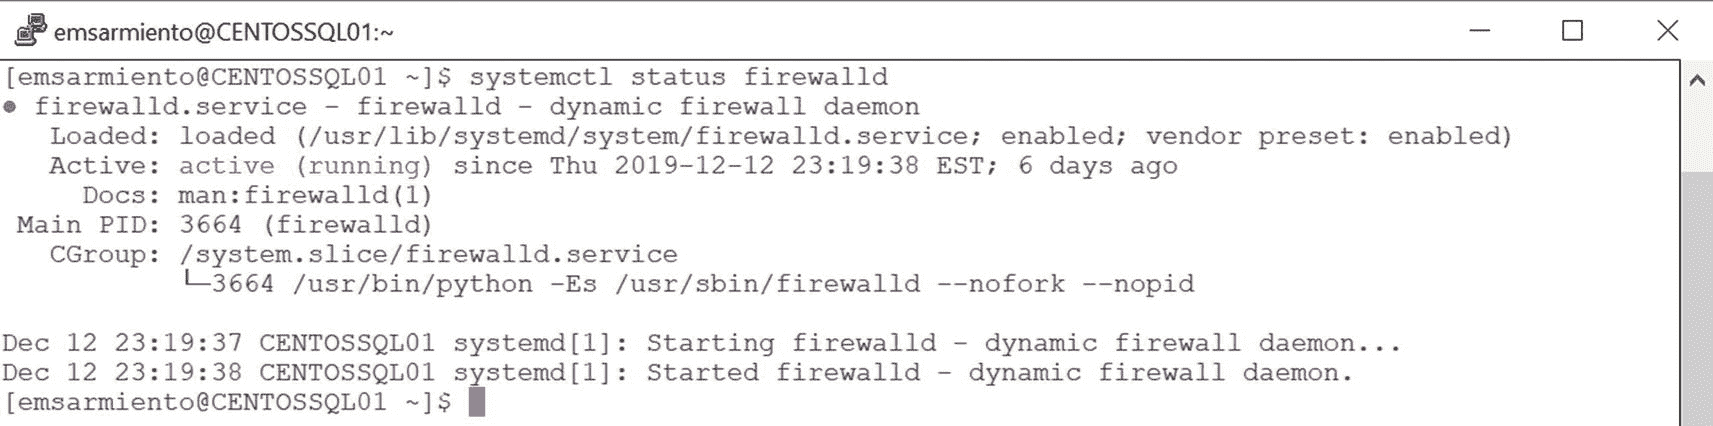 emsarmiento@CENTOSSQL01:~
[emsarmiento@CENTOSSQL01 ~]$ systemctl status firewalld
● firewalld.service - firewalld - dynamic firewall daemon
   Loaded: loaded (/usr/lib/systemd/system/firewalld.service; enabled; vendor preset: enabled)
   Active: active (running) since Thu 2019-12-12 23:19:38 EST; 6 days ago
     Docs: man:firewalld(1)
 Main PID: 3664 (firewalld)
   CGroup: /system.slice/firewalld.service
           └─3664 /usr/bin/python -Es /usr/sbin/firewalld --nofork --nopid
Dec 12 23:19:37 CENTOSSQL01 systemd[1]: Starting firewalld - dynamic firewall daemon...
Dec 12 23:19:38 CENTOSSQL01 systemd[1]: Started firewalld - dynamic firewall daemon.
[emsarmiento@CENTOSSQL01 ~]$